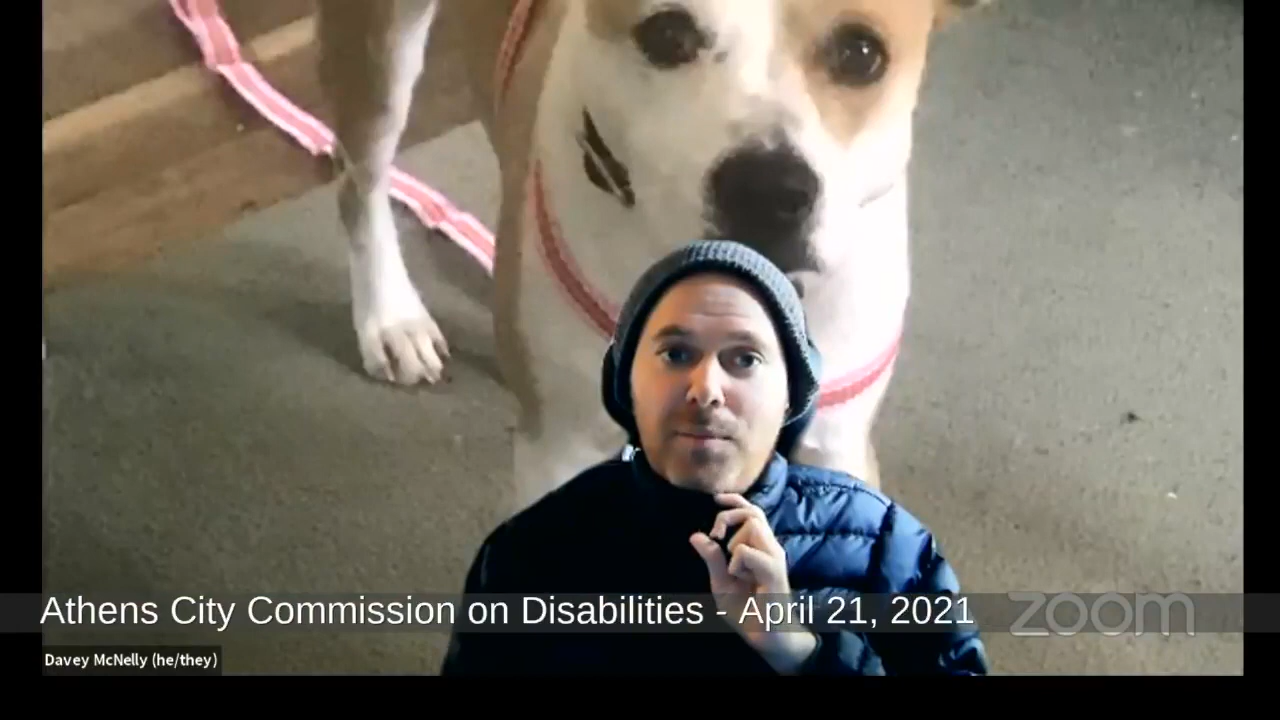 Athens City Commission on Disabilities - April 21, 2021
zoom
Davey McNelly (he/they)